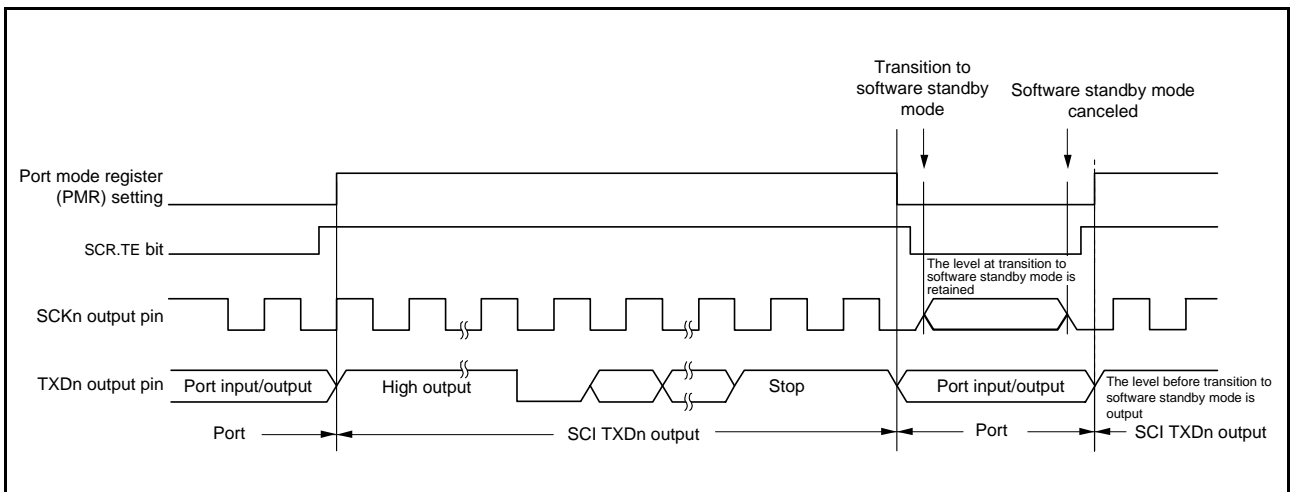 Transition to
software standby
mode
Software standby mode
canceled
Port mode register
(PMR) setting
SCR.TE bit
The level at transition to
software standby mode is
retained
SCKn output pin
TXDn output pin
Port input/output
High output
Stop
Port input/output
The level before transition to
software standby mode is
output
Port
SCI TXDn output
Port
SCI TXDn output